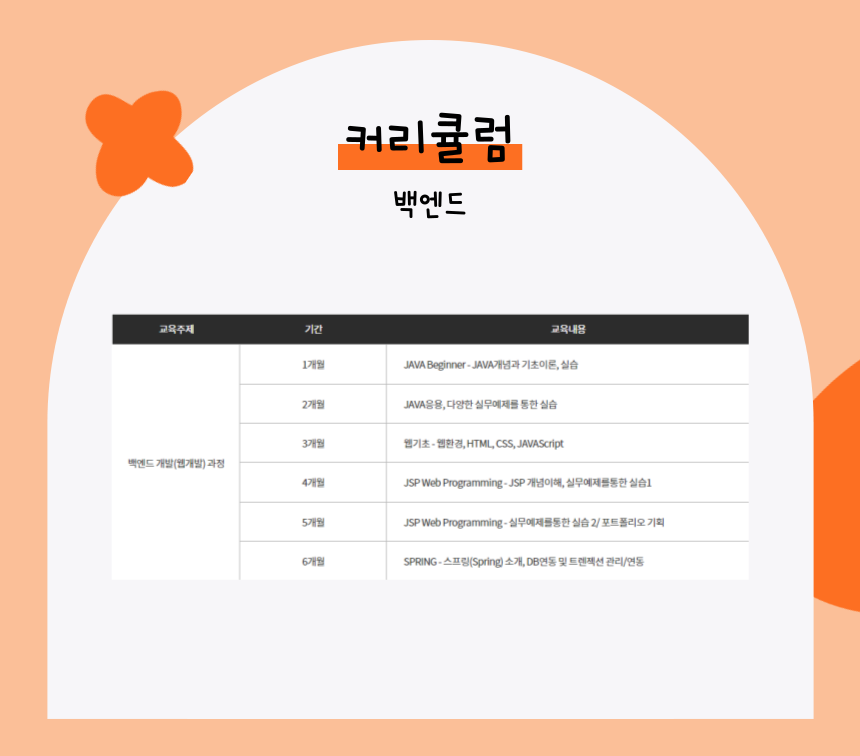 커리큘럼
백엔드
교육주제 기간 교육내용
1개월 JAVA Beginner - JAVA개념과 기초이론, 실습
2개월 JAVA응용, 다양한 실무예제를 통한 실습
3개월 웹기초 - 웹환경, HTML, CSS, JAVAScript
백엔드 개발(웹개발) 과정
4개월 JSP Web Programming - JSP 개념이해, 실무예제를통한 실습1
5개월 JSP Web Programming - 실무예제를통한 실습 2/ 포트폴리오 기획
6개월 SPRING - 스프링(Spring) 소개, DB연동 및 트렌젝션 관리/연동